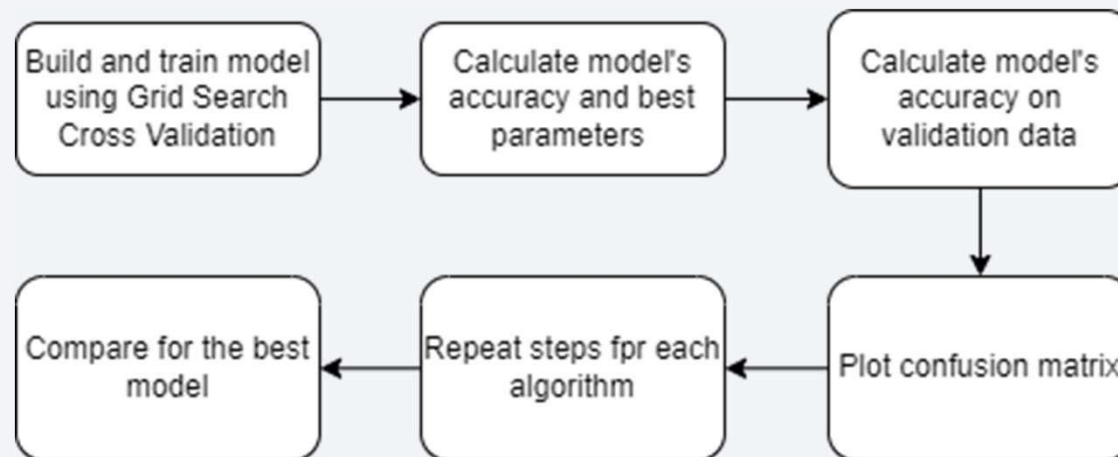 Build and train model
using Grid Search
Cross Validation
Calculate model's
accuracy and best
parameters
Calculate model's
accuracy on
validation data
Plot confusion matrix
Repeat steps fpr each
algorithm
Compare for the best
model